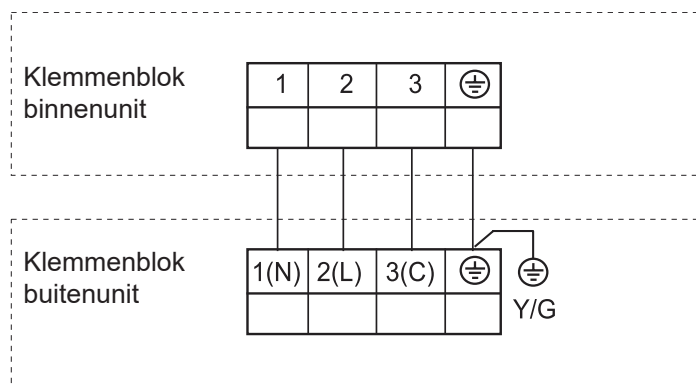 Klemmenblok
binnenunit
1 2 3
Klemmenblok
buitenunit
1(N) 2(L) 3(C)
Y/G